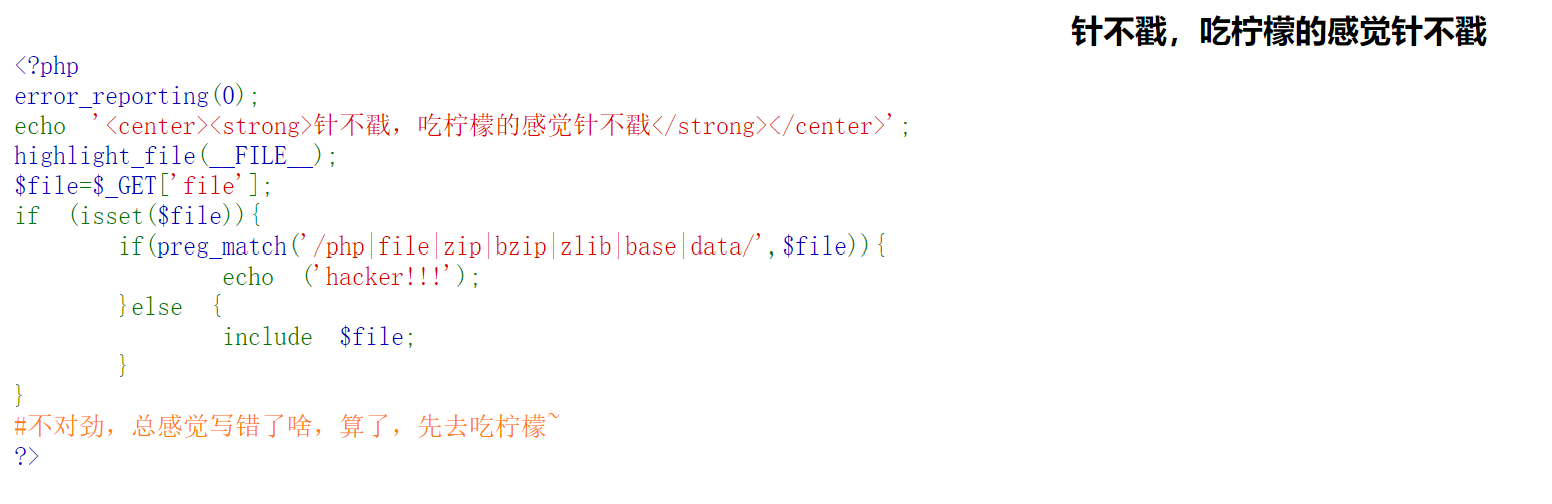 针不戳，吃柠檬的感觉针不戳
<?php
error_reporting(0);
echo '<center><strong>针不戳，吃柠檬的感觉针不戳</strong></center>';
highlight_file(__FILE__);
$file=$_GET['file'];
if (isset($file)){
        if(preg_match('/php|file|zip|bzip|zlib|base|data/',$file)){
                echo ('hacker!!!');
        }else {
                include $file;
        }
}
#不对劲，总感觉写错了啥，算了，先去吃柠檬~
?>